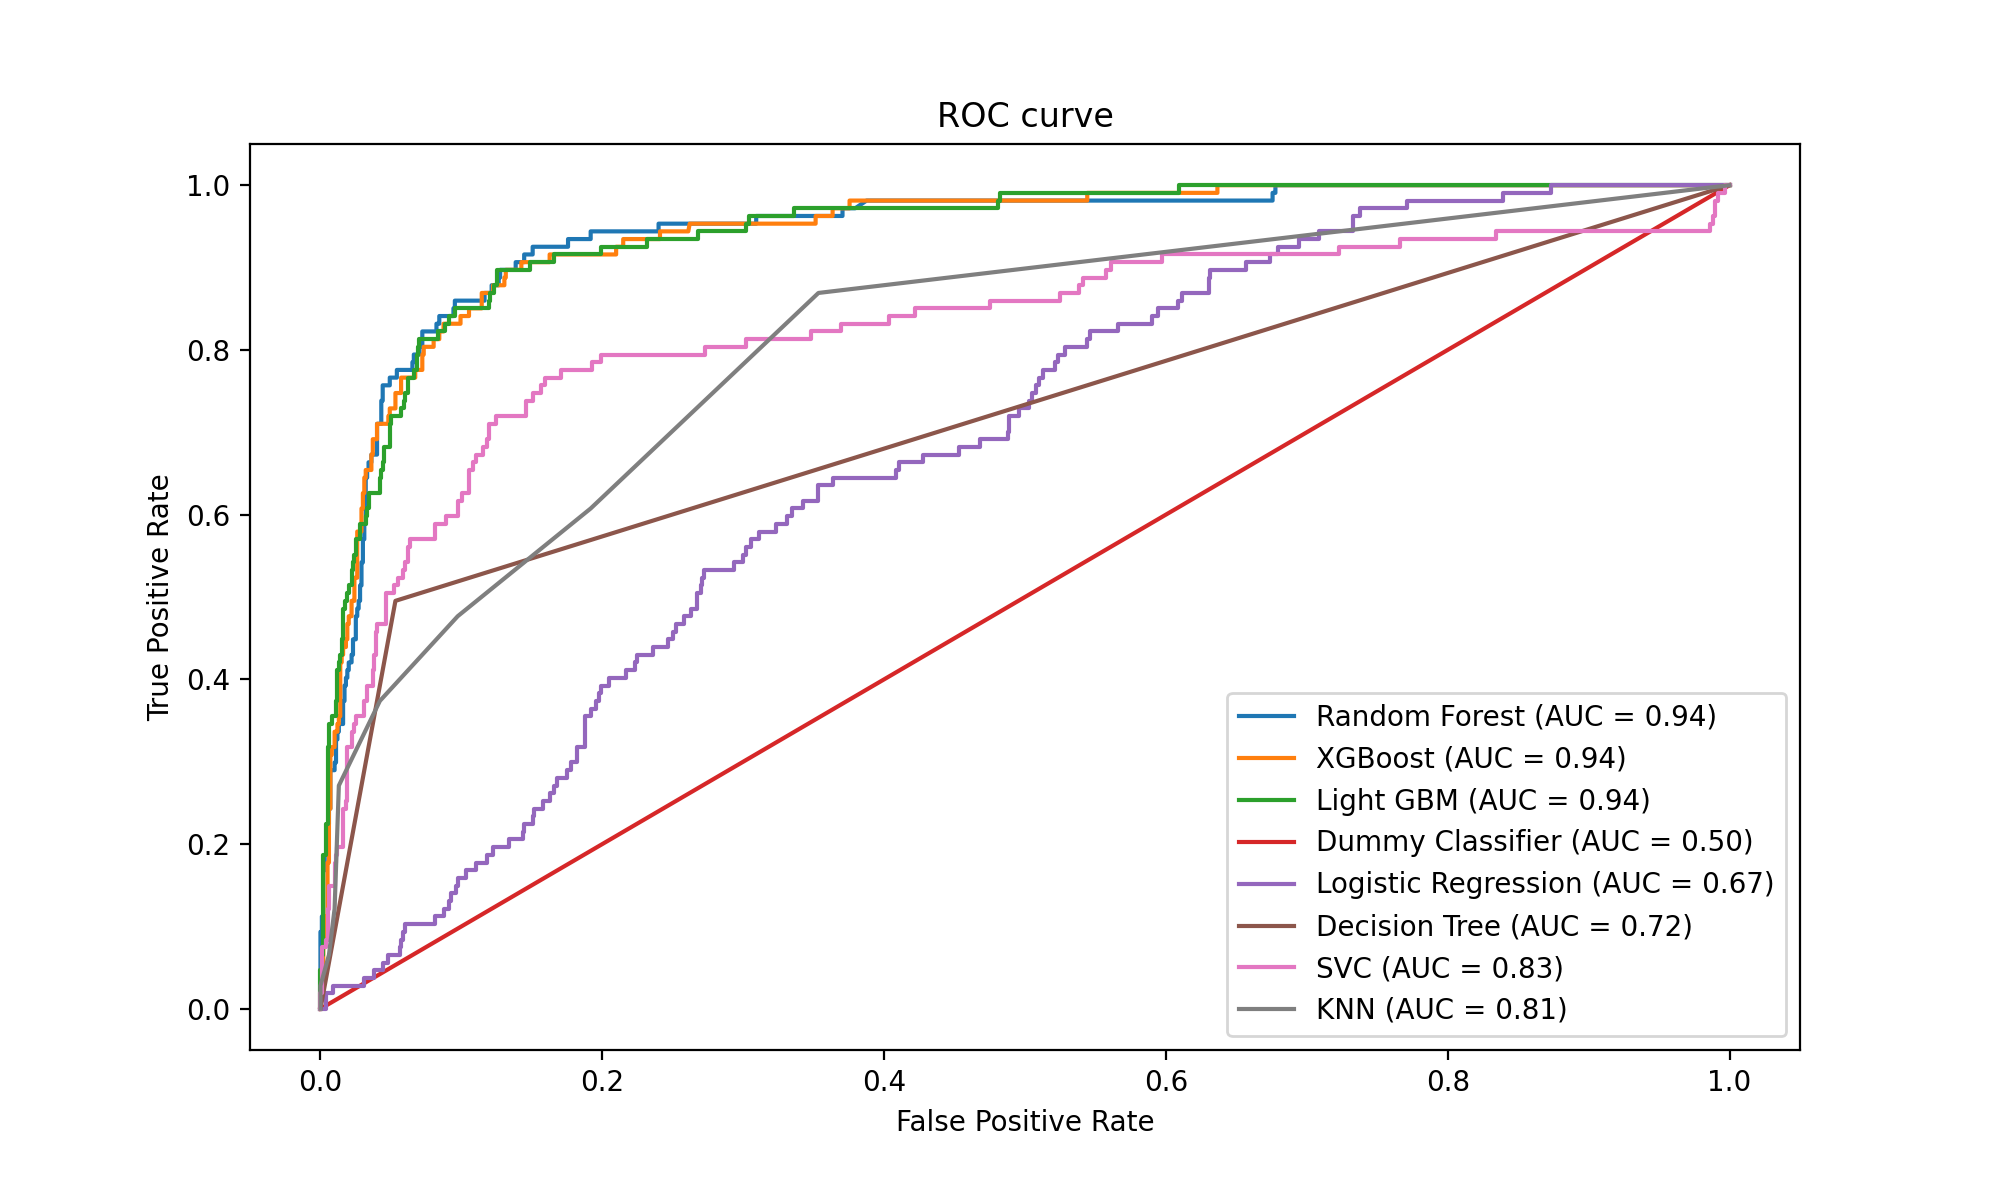 ROC curve
1.0
0.8
0.6
0.4
0.2
0.0
True Positive Rate
0.0 0.2 0.4 0.6 0.8 1.0
False Positive Rate
Random Forest (AUC = 0.94)
XGBoost (AUC = 0.94)
Light GBM (AUC = 0.94)
Dummy Classifier (AUC = 0.50)
Logistic Regression (AUC = 0.67)
Decision Tree (AUC = 0.72)
SVC (AUC = 0.83)
KNN (AUC = 0.81)